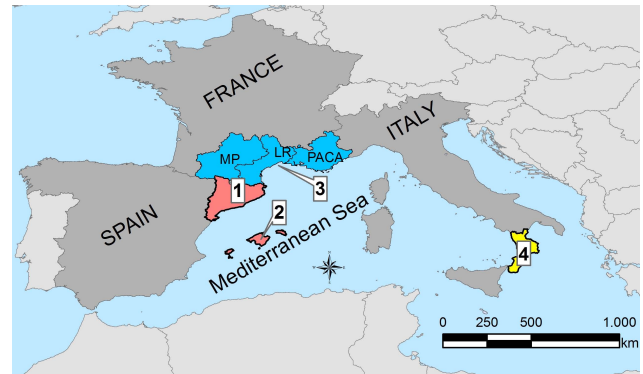 FRANCE
ITALY
MP
LR
PACA
1
3
2
SPAIN
Mediterranean Sea
4
0 250 500 1.000
km